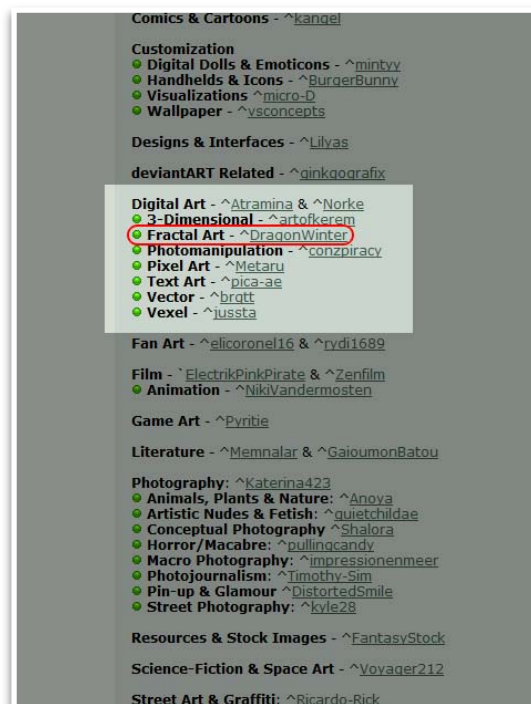 Comics & Cartoons - ^kangel
Customization
Digital Dolls & Emoticons - ^mintyy
Handhelds & Icons - ^BurgerBunny
Visualizations ^micro-D
Wallpaper - ^vsconcepts
Designs & Interfaces - ^Lilyas
deviantART Related - ^ginkgografix
Digital Art - ^Atramina & ^Norke
3-Dimensional - ^artofkerem
Fractal Art - ^DragonWinter
Photomanipulation - ^conzpiracy
Pixel Art - ^Metaru
Text Art - ^pica-ae
Vector - ^brgtt
Vexel - ^jussta
Fan Art - ^elicoronel16 & ^rydi1689
Film - `ElectrikPinkPirate & ^Zenfilm
Animation - ^NikiVandermosten
Game Art - ^Pyritie
Literature - ^Memnalar & ^GaioumonBatou
Photography: ^Katerina423
Animals, Plants & Nature: ^Anoya
Artistic Nudes & Fetish: ^quietchildae
Conceptual Photography ^Shalora
Horror/Macabre: ^pullingcandy
Macro Photography: ^impressionenmeer
Photojournalism: ^Timothy-Sim
Pin-up & Glamour ^DistortedSmile
Street Photography: ^kyle28
Resources & Stock Images - ^FantasyStock
Science-Fiction & Space Art - ^Voyager212
Street Art & Graffiti: ^Ricardo-Rick